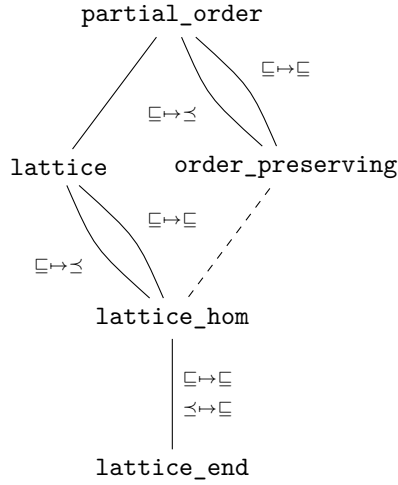 partial_order
⊑↦⊑
⊑↦⪯
lattice order_preserving
⊑↦⊑
⊑↦⪯
lattice_hom
⊑↦⊑
⪯↦⊑
lattice_end